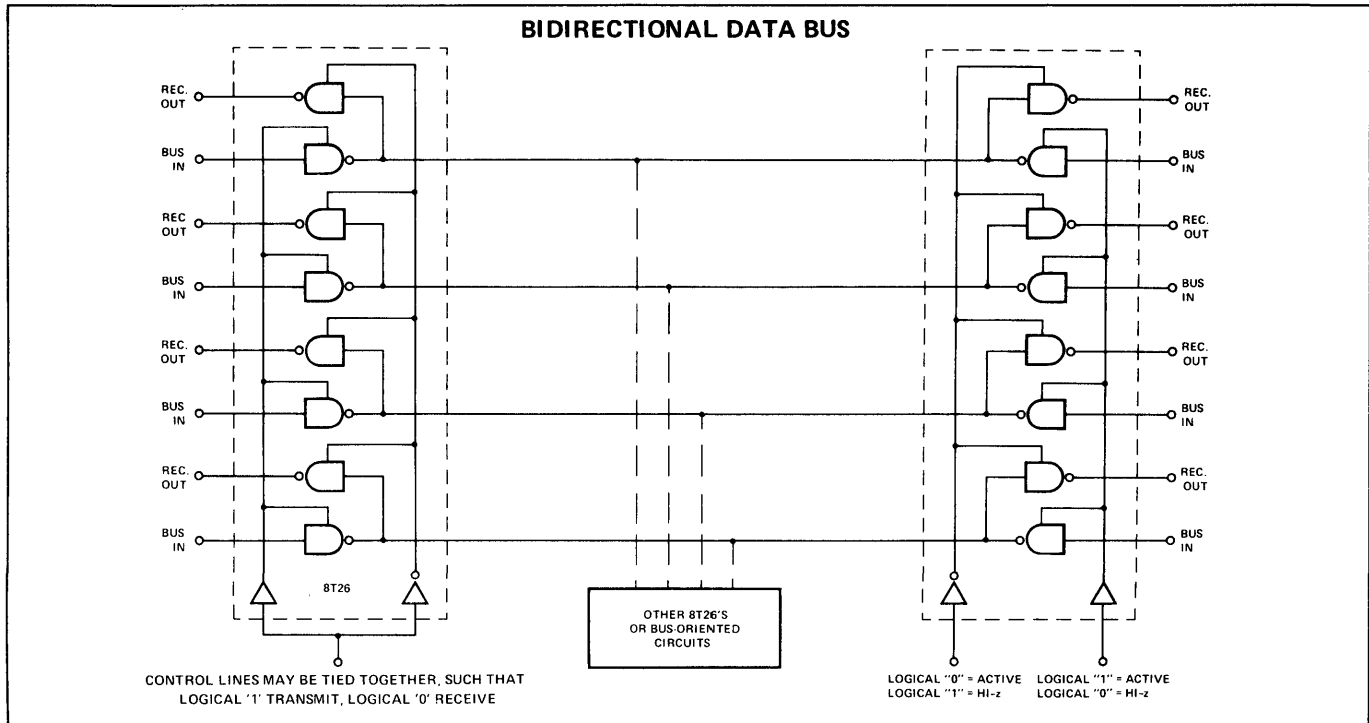 BIDIRECTIONAL DATA BUS
REC.
OUT
BUS
IN
REC
OUT
BUS
IN
REC.
OUT
BUS
IN
REC.
OUT
BUS
IN
8T26
CONTROL LINES MAY BE TIED TOGETHER, SUCH THAT
LOGICAL '1' TRANSMIT, LOGICAL '0' RECEIVE
OTHER 8T26'S
OR BUS-ORIENTED
CIRCUITS
REC.
OUT
BUS
IN
REC.
OUT
BUS
IN
REC.
OUT
BUS
IN
REC.
OUT
BUS
IN
LOGICAL "0" = ACTIVE
LOGICAL "1" = HI-z
LOGICAL "1" = ACTIVE
LOGICAL "0" = HI-z